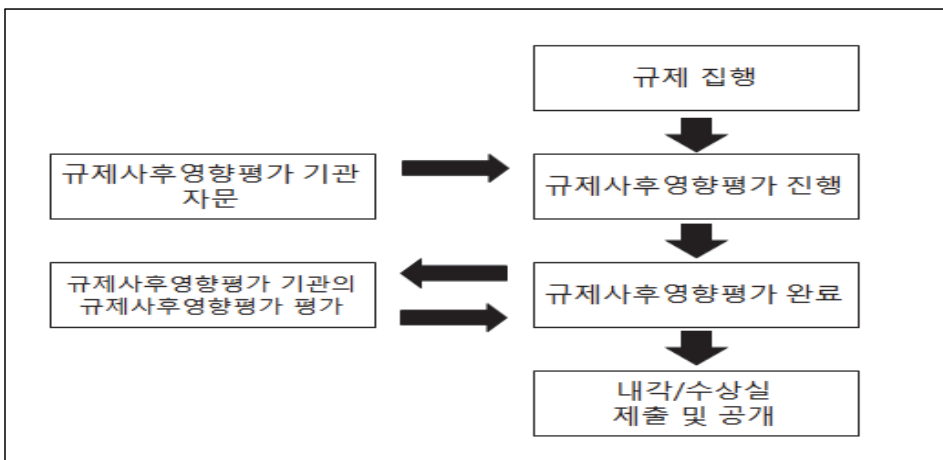 규제 집행
규제사후영향평가 기관
자문
규제사후영향평가 진행
규제사후영향평가 기관의
규제사후영향평가 평가
규제사후영향평가 완료
내각/수상실
제출 및 공개